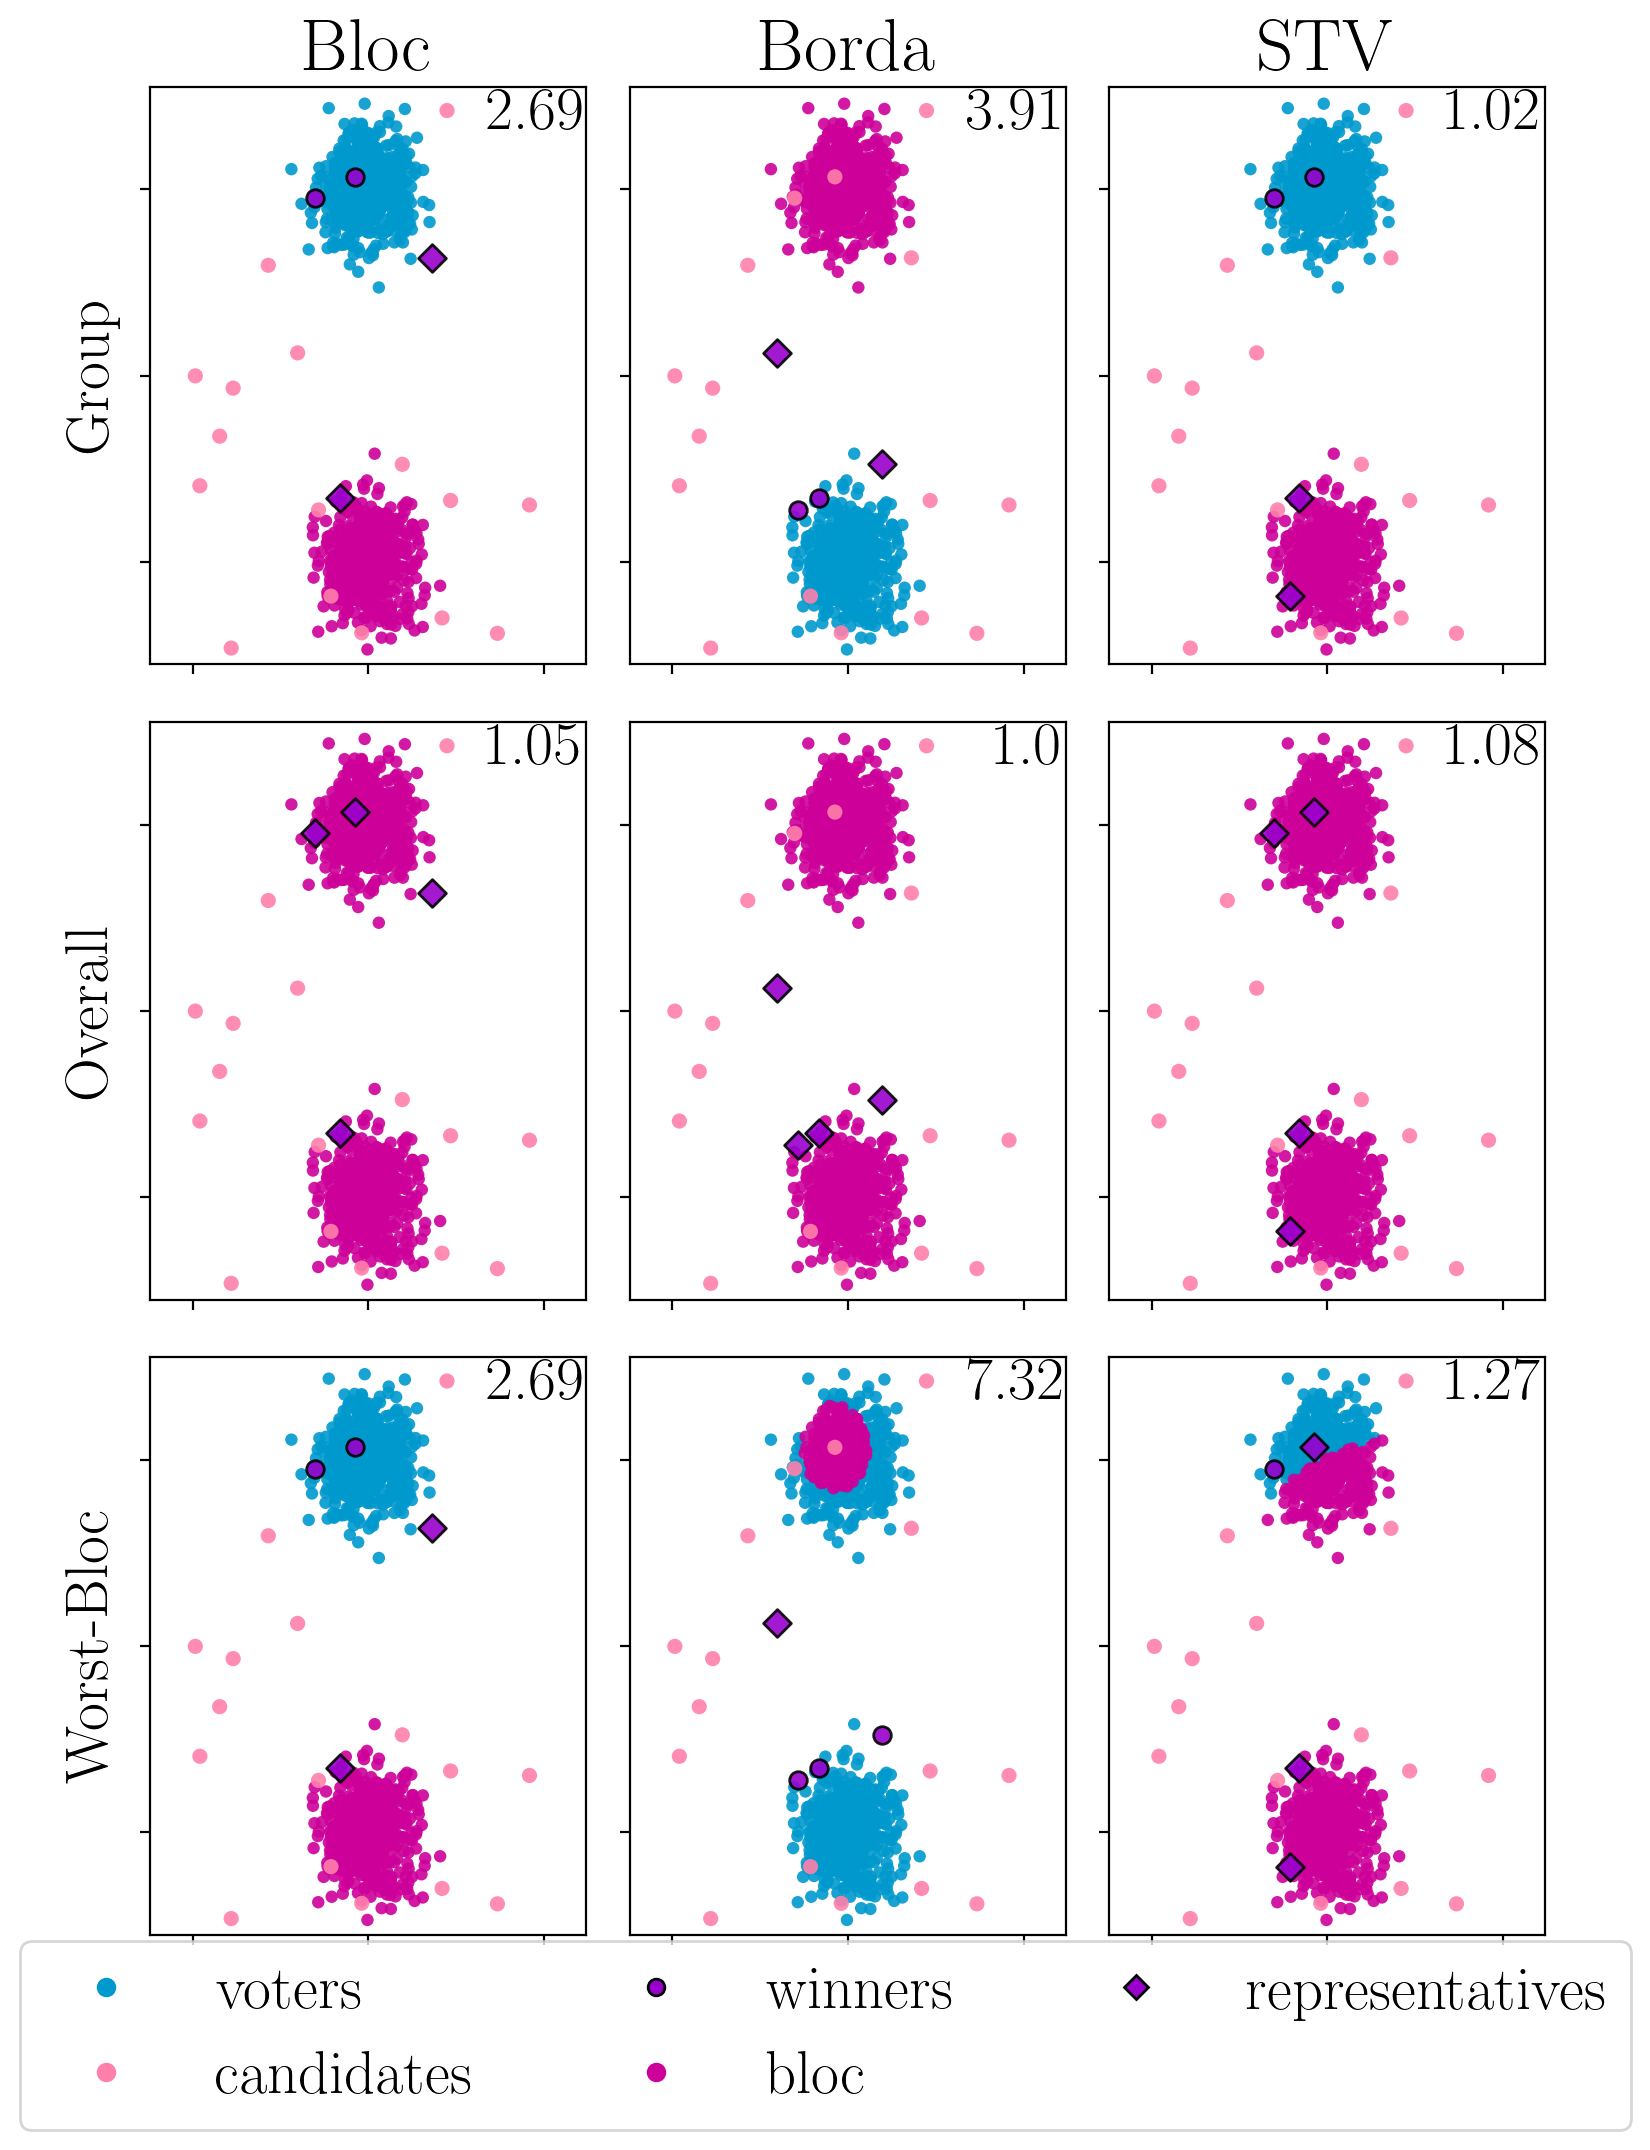 Bloc Borda STV
2.69 3.91 1.02
Group
1.05 1.0 1.08
Overall
2.69 7.32 1.27
Worst-Bloc
voters winners representatives
candidates bloc